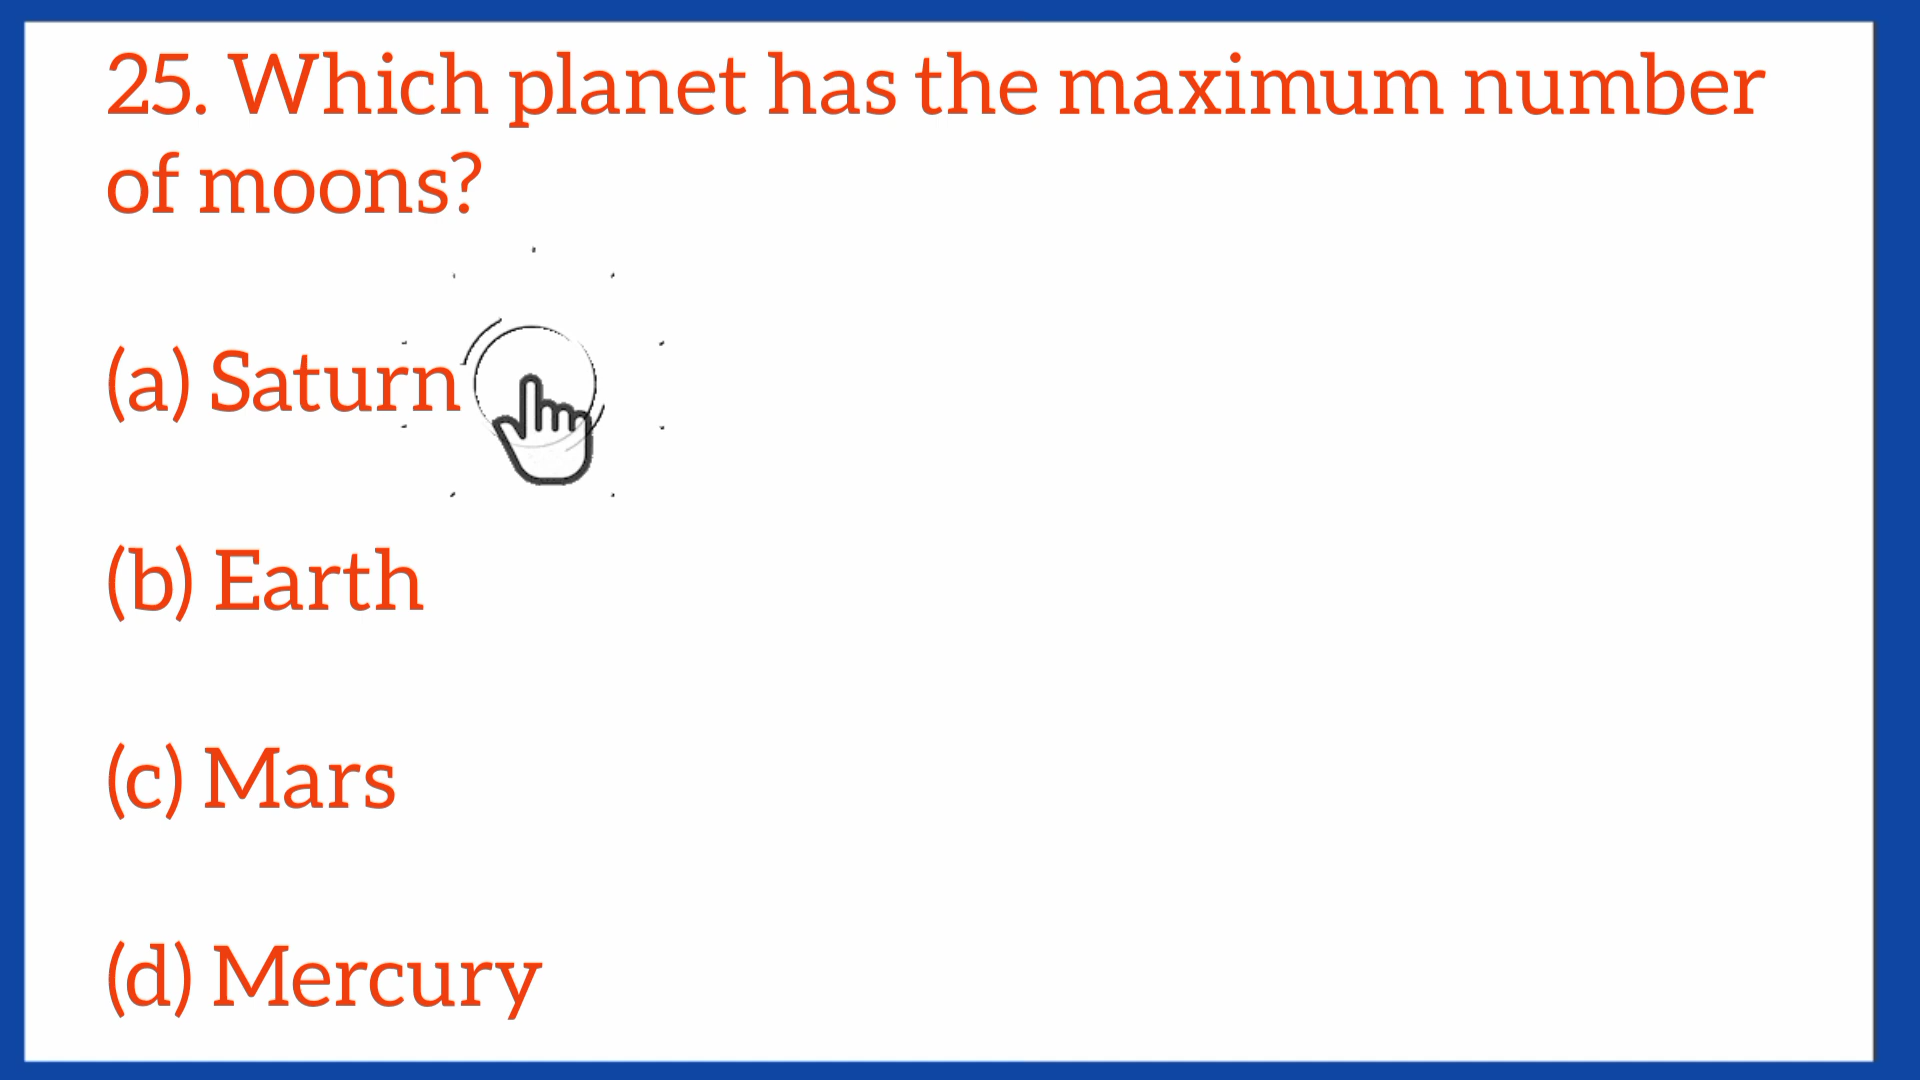 25. Which planet has the maximum number
of moons?
(a) Saturn
(b) Earth
(c) Mars
(d) Mercury